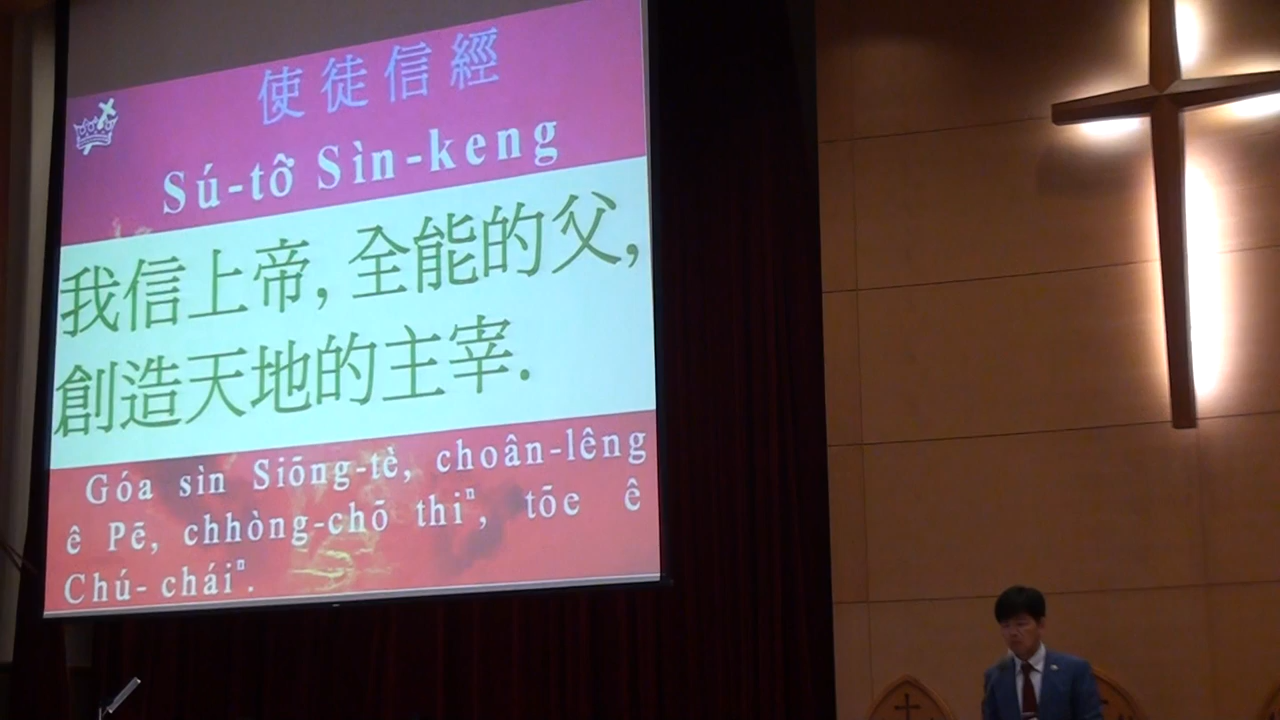 使徒信經
Sú-tô͘ Sìn-keng
我信上帝, 全能的父,
創造天地的主宰.
Góa sìn Siōng-tè, choân-lêng
ê Pē, chhòng-chō thiⁿ, tōe ê
Chú- cháiⁿ.